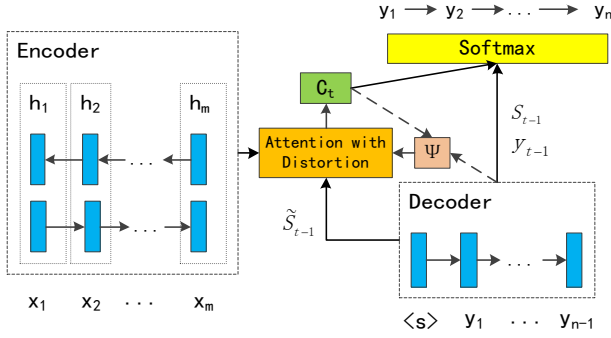 y₁ y₂ ... yₙ
Encoder
Softmax
h₁ h₂ hₘ
Cₜ
Sₜ₋₁
yₜ₋₁
Attention with
Distortion
Ψ
...
Decoder
S̃ₜ₋₁
...
...
x₁ x₂ ... xₘ
<s> y₁ ... yₙ₋₁